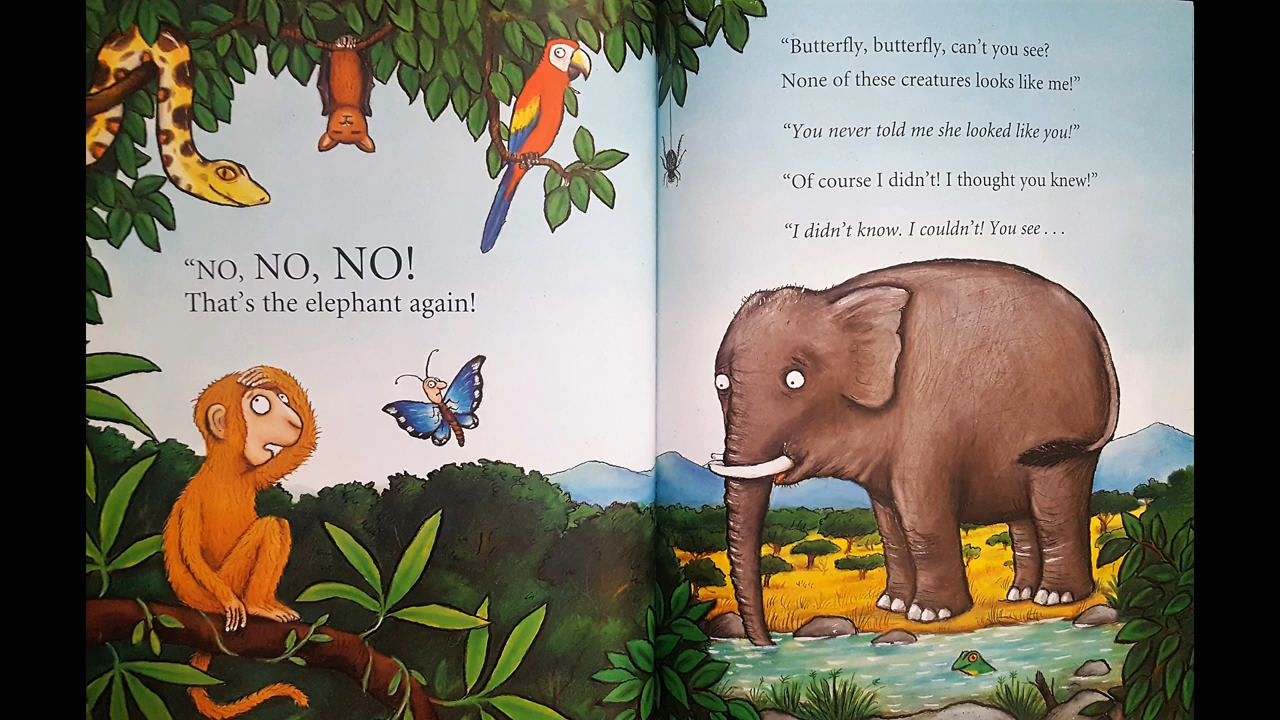 “NO, NO, NO!
That’s the elephant again!
“Butterfly, butterfly, can’t you see?
None of these creatures looks like me!”
“You never told me she looked like you!”
“Of course I didn’t! I thought you knew!”
“I didn’t know. I couldn’t! You see . . .